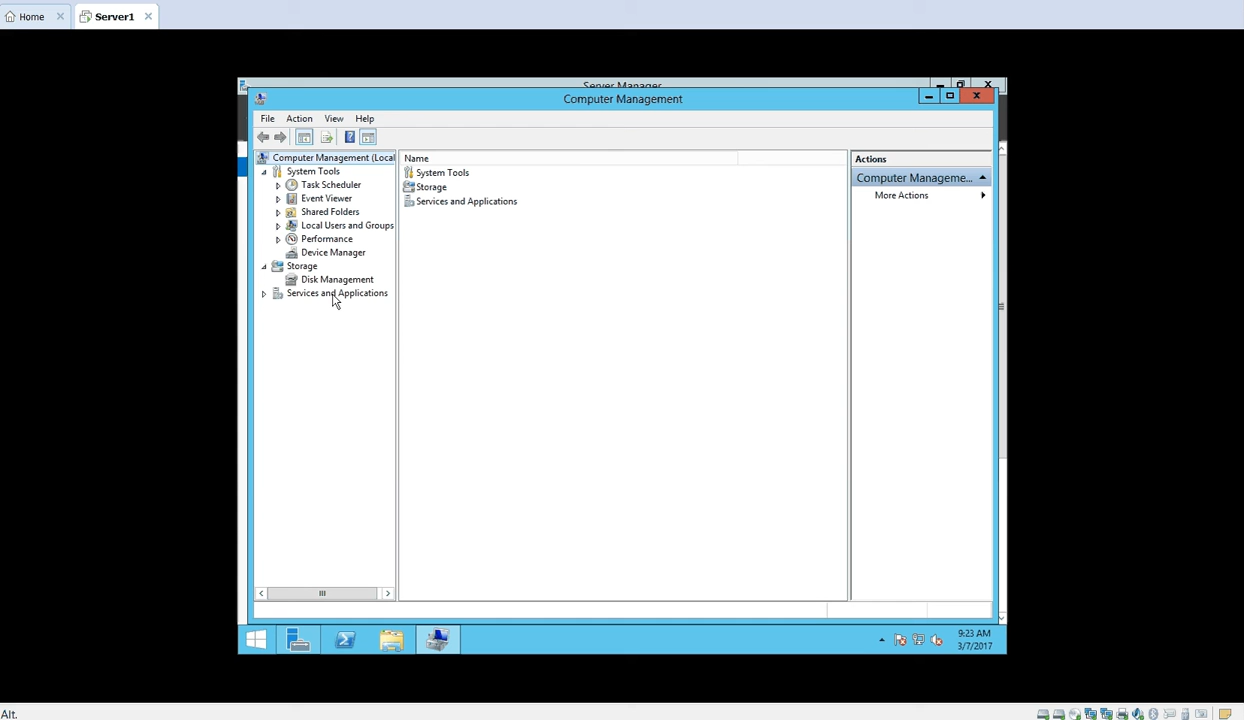 Home
Server1
Server Manager
Computer Management
File Action View Help
Computer Management (Local
System Tools
Task Scheduler
Event Viewer
Shared Folders
Local Users and Groups
Performance
Device Manager
Storage
Disk Management
Services and Applications
Name
System Tools
Storage
Services and Applications
Actions
Computer Manageme...
More Actions
9:23 AM
3/7/2017
Alt.